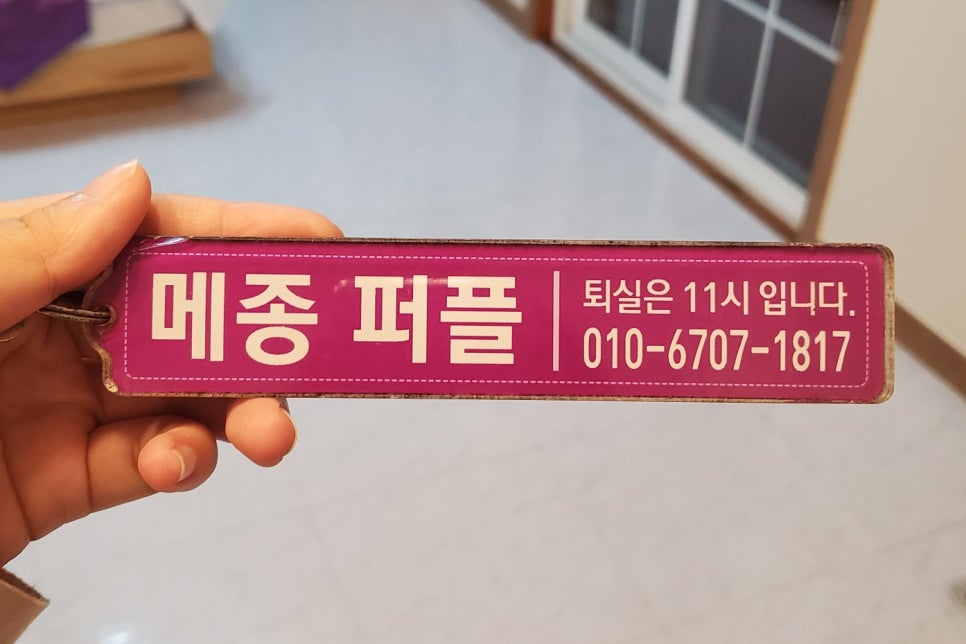 메종 퍼플
퇴실은 11시 입니다.
010-6707-1817